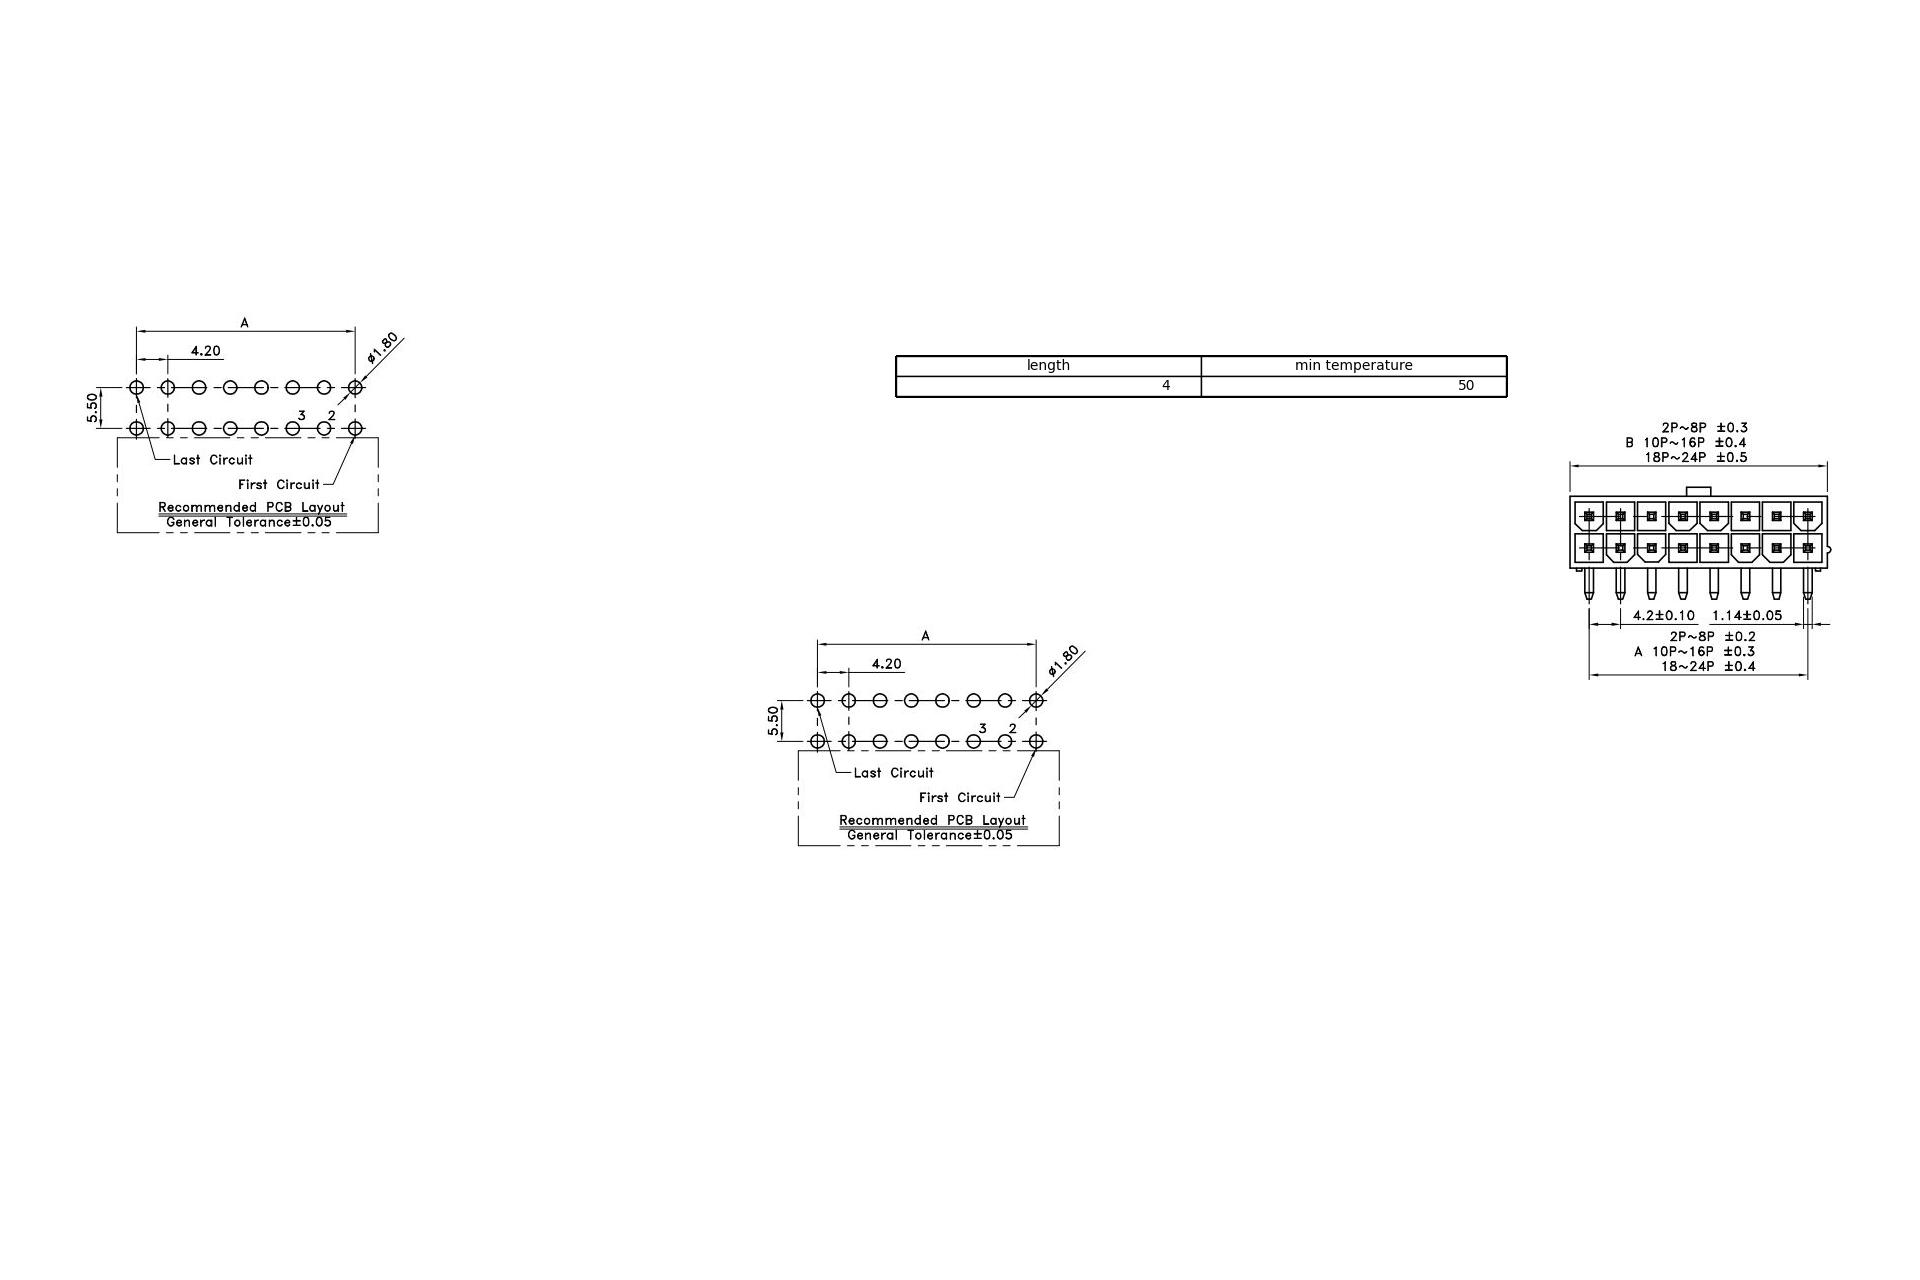 A
4.20
ø1.80
5.50
3 2
Last Circuit
First Circuit
Recommended PCB Layout
General Tolerance±0.05
length min temperature
4 50
2P~8P ±0.3
B 10P~16P ±0.4
18P~24P ±0.5
4.2±0.10 1.14±0.05
2P~8P ±0.2
A 10P~16P ±0.3
18~24P ±0.4
A
4.20
ø1.80
5.50
3 2
Last Circuit
First Circuit
Recommended PCB Layout
General Tolerance±0.05